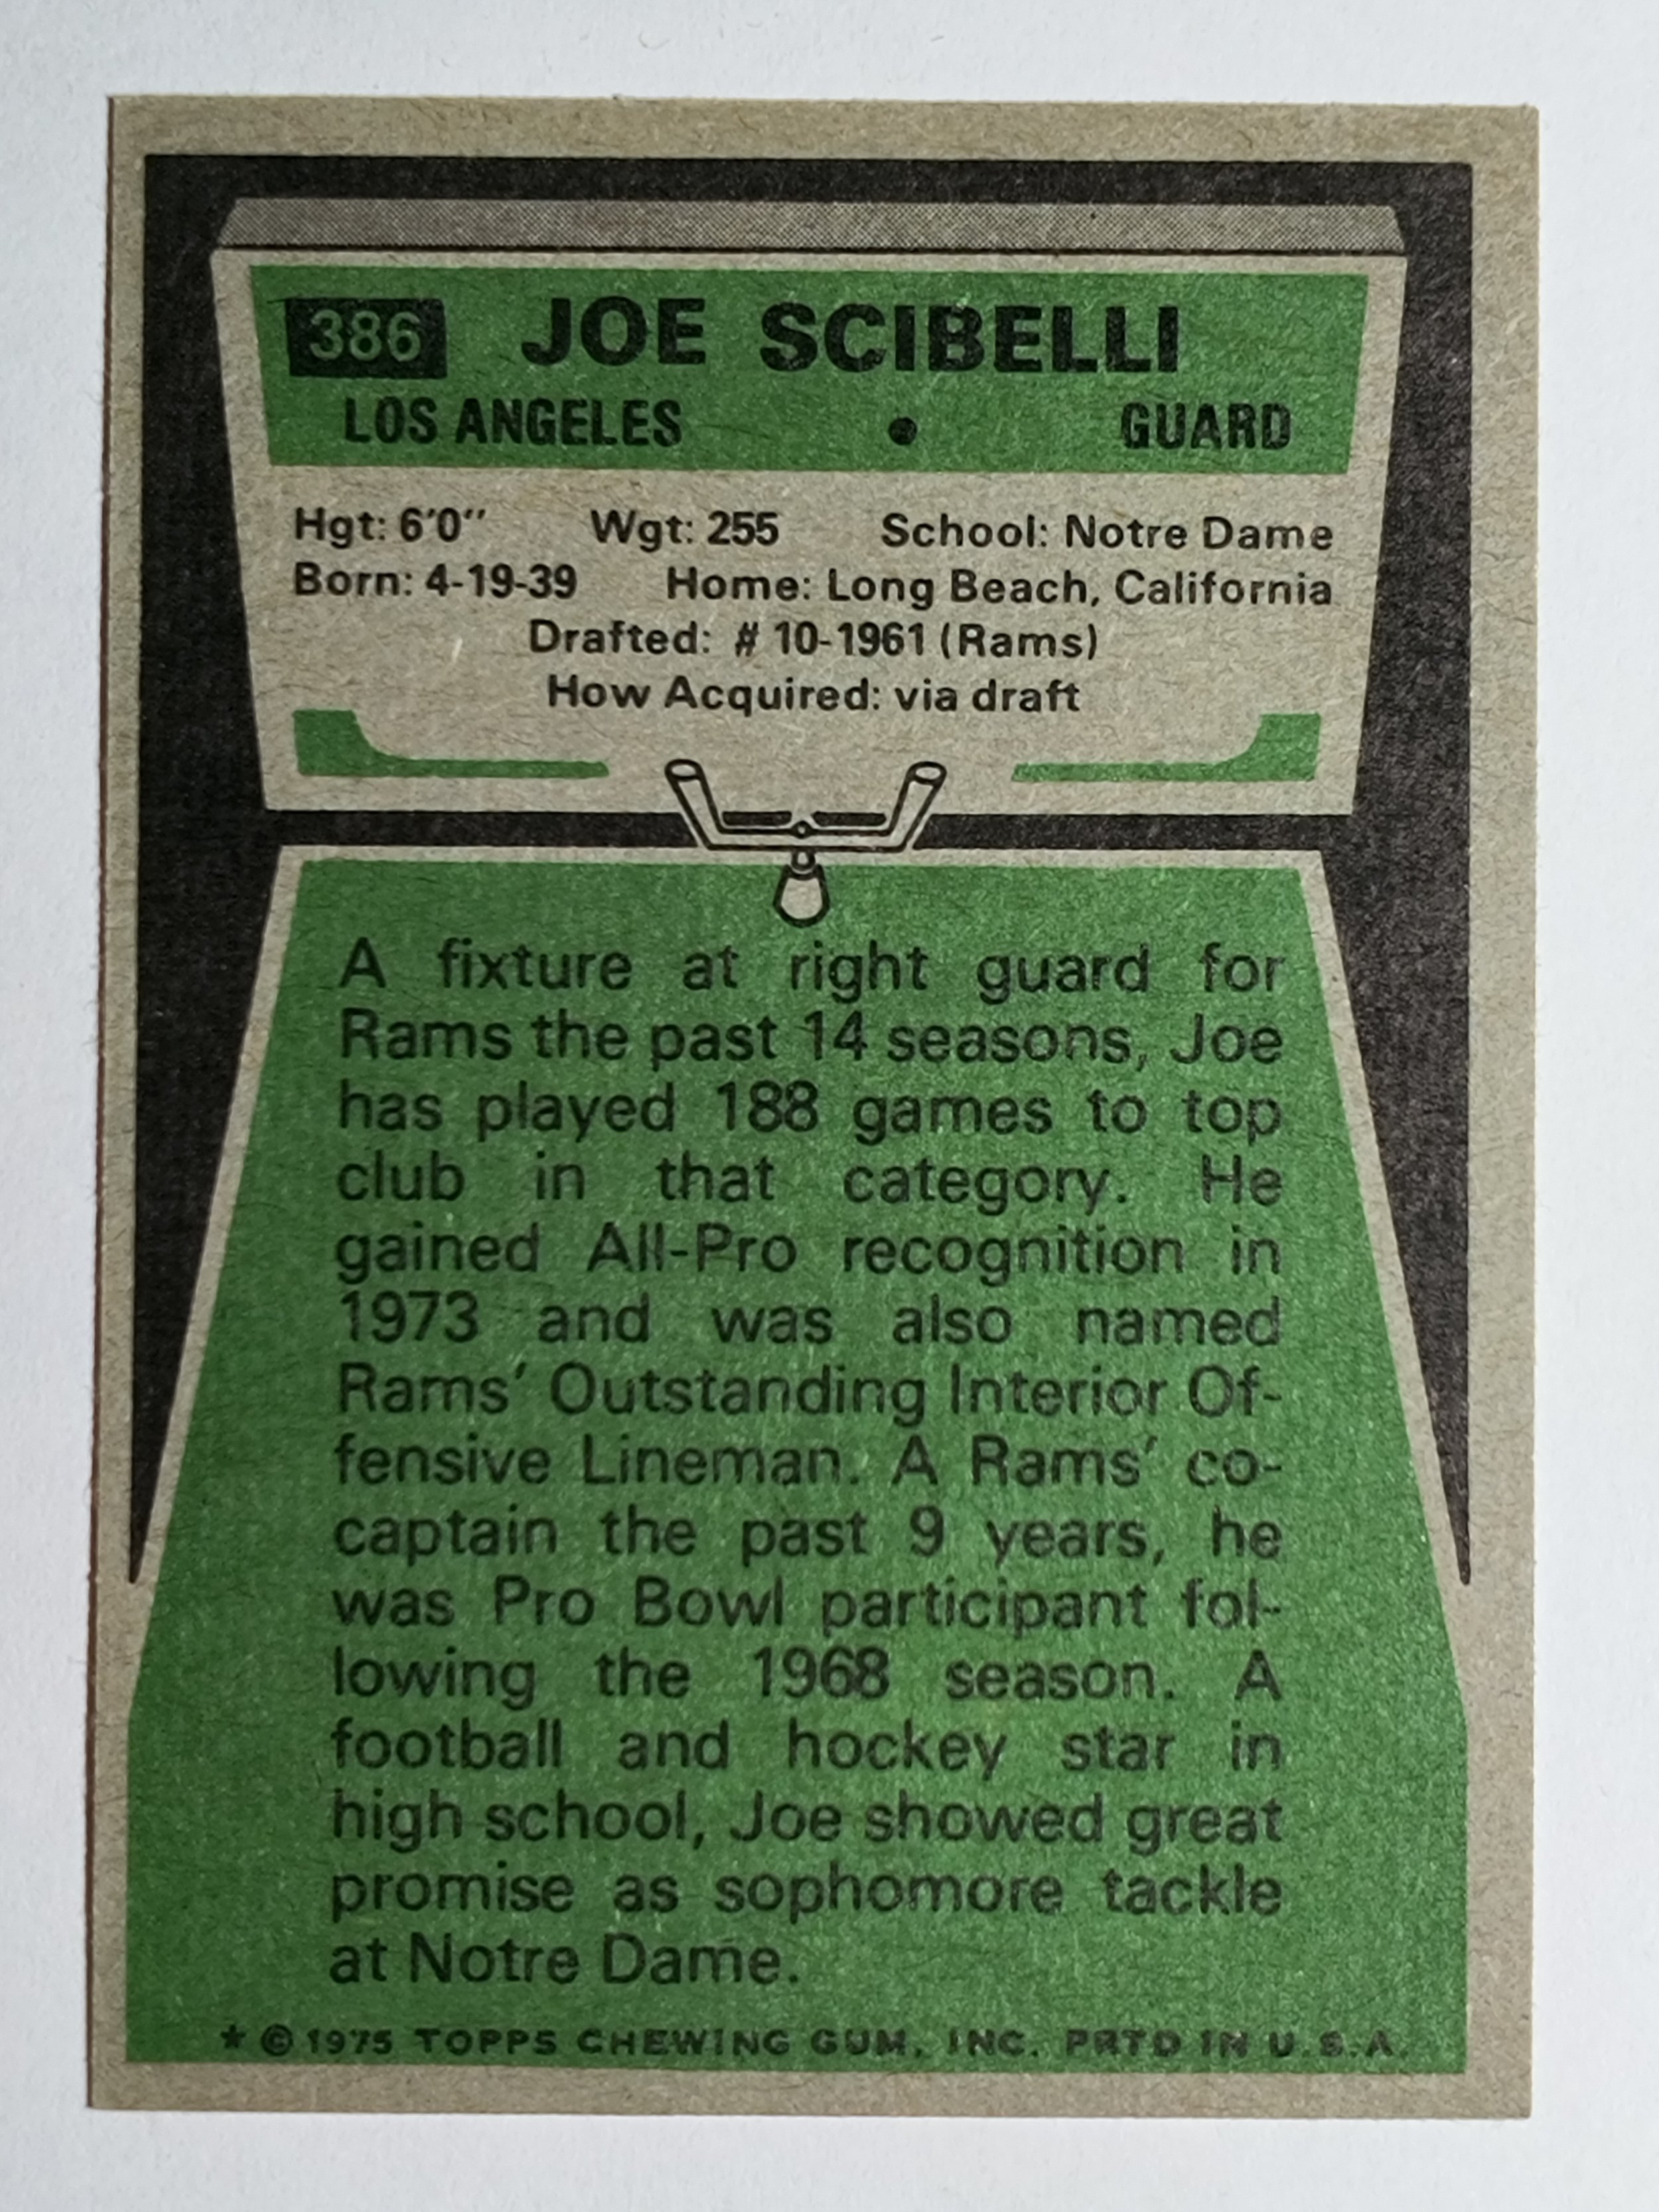 386 JOE SCIBELLI
LOS ANGELES • GUARD
Hgt: 6'0" Wgt: 255 School: Notre Dame
Born: 4-19-39 Home: Long Beach, California
Drafted: # 10-1961 (Rams)
How Acquired: via draft
A fixture at right guard for
Rams the past 14 seasons, Joe
has played 188 games to top
club in that category. He
gained All-Pro recognition in
1973 and was also named
Rams' Outstanding Interior Of-
fensive Lineman. A Rams' co-
captain the past 9 years, he
was Pro Bowl participant fol-
lowing the 1968 season. A
football and hockey star in
high school, Joe showed great
promise as sophomore tackle
at Notre Dame.
★ © 1975 TOPPS CHEWING GUM, INC. PRTD IN U.S.A.